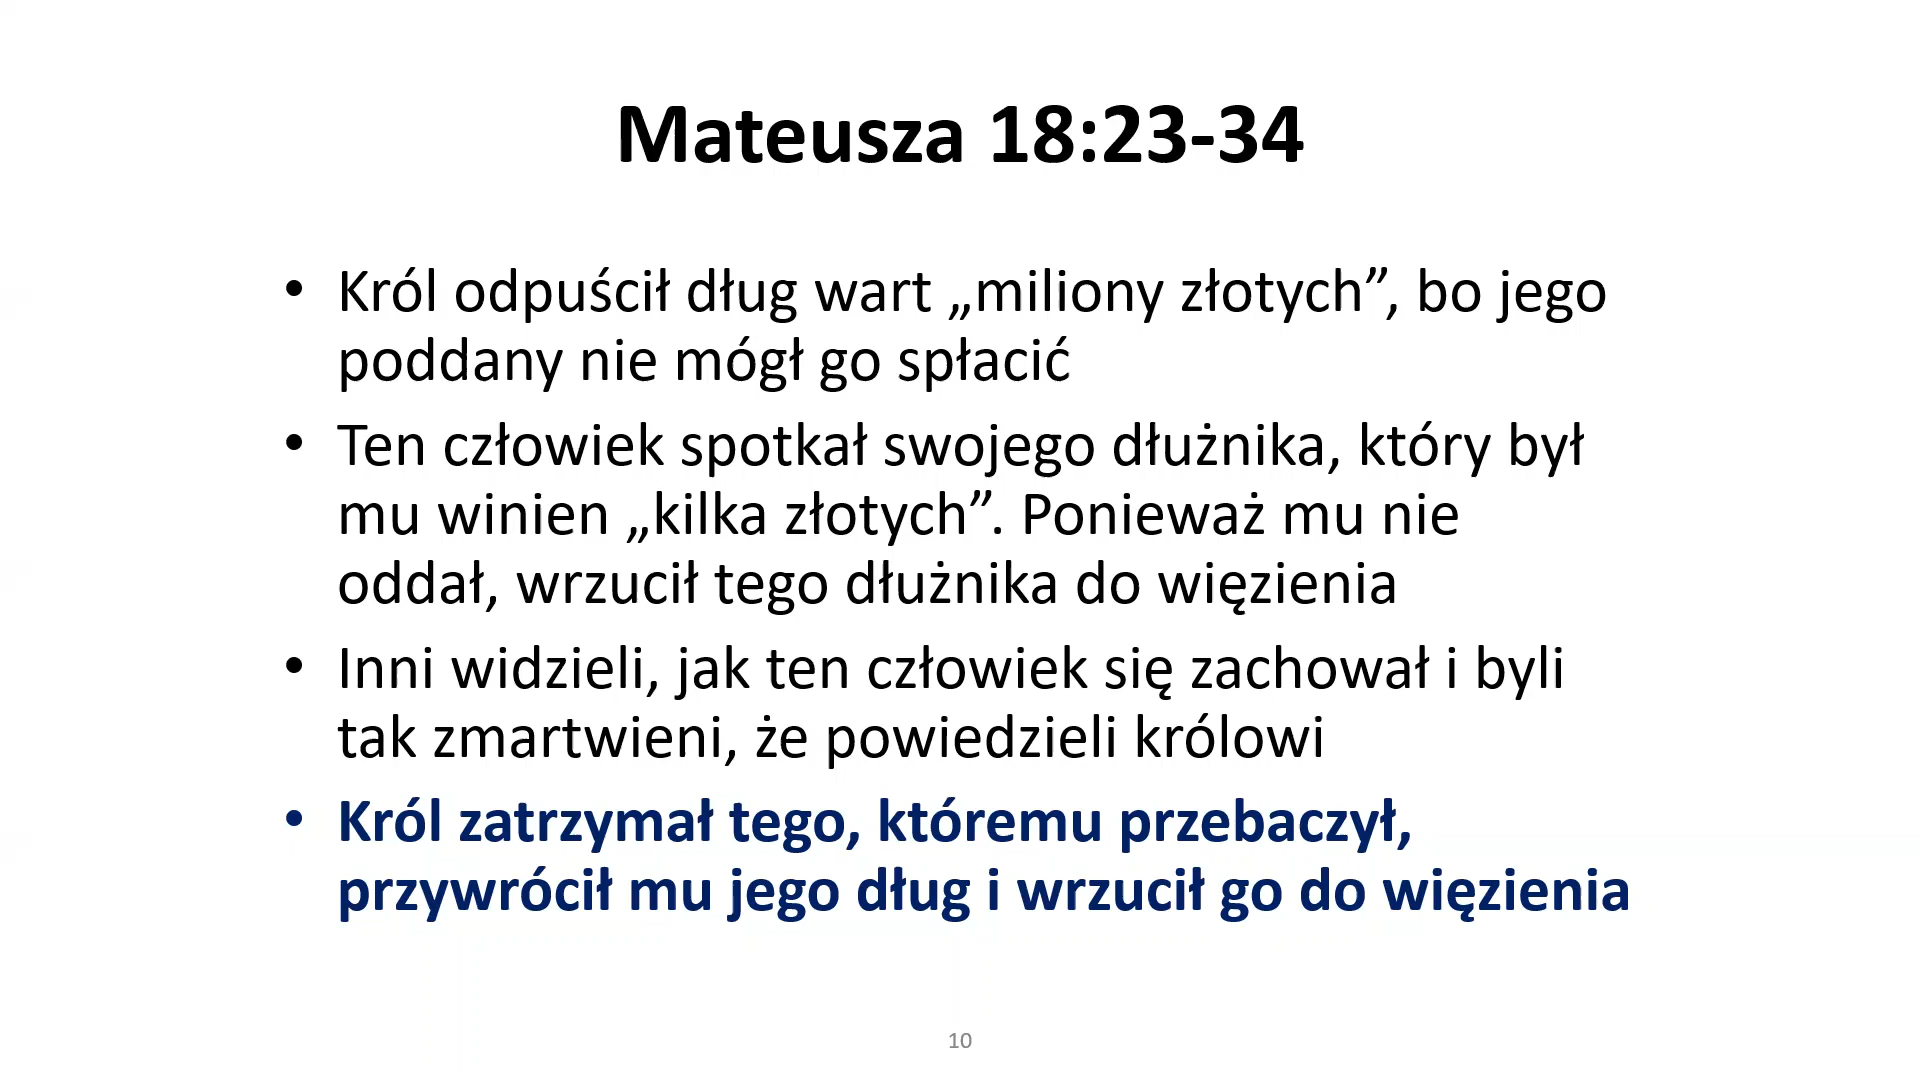 Mateusza 18:23-34
• Król odpuścił dług wart „miliony złotych”, bo jego
poddany nie mógł go spłacić
• Ten człowiek spotkał swojego dłużnika, który był
mu winien „kilka złotych”. Ponieważ mu nie
oddał, wrzucił tego dłużnika do więzienia
• Inni widzieli, jak ten człowiek się zachował i byli
tak zmartwieni, że powiedzieli królowi
• Król zatrzymał tego, któremu przebaczył,
przywrócił mu jego dług i wrzucił go do więzienia
10